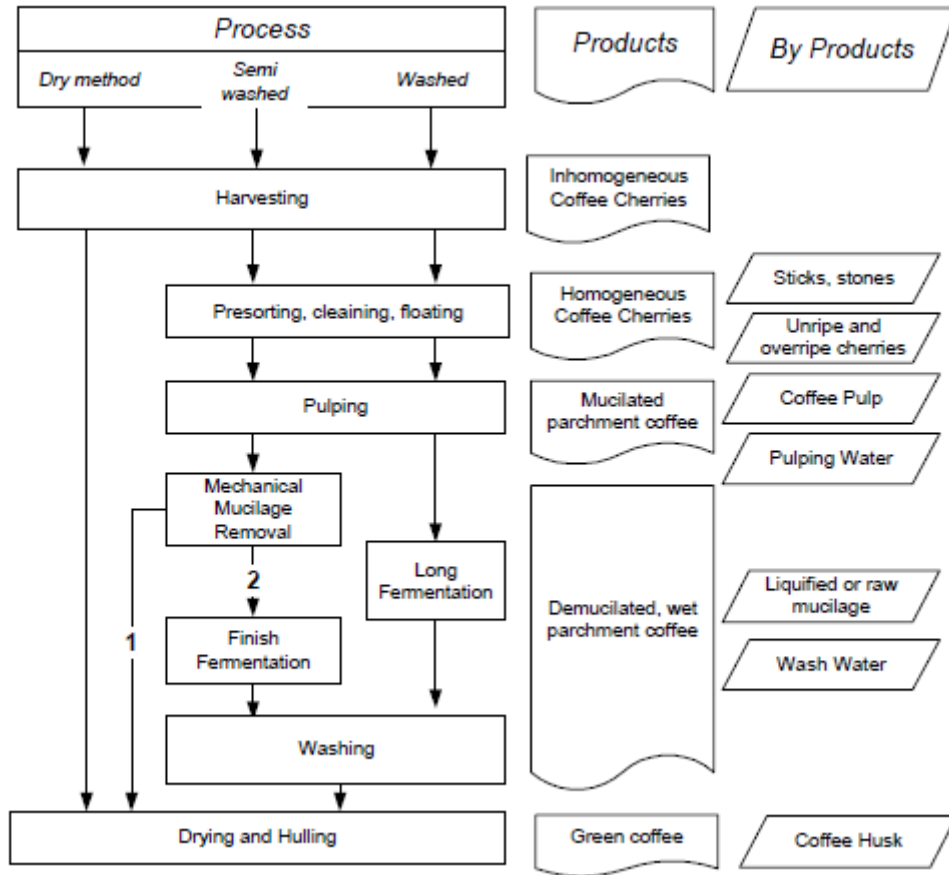 Process
Products
By Products
Dry method
Semi
washed
Washed
Harvesting
Inhomogeneous
Coffee Cherries
Presorting, cleaining, floating
Homogeneous
Coffee Cherries
Sticks, stones
Unripe and
overripe cherries
Pulping
Mucilated
parchment coffee
Coffee Pulp
Pulping Water
Mechanical
Mucilage
Removal
2
Long
Fermentation
1
Finish
Fermentation
Demucilated, wet
parchment coffee
Liquified or raw
mucilage
Wash Water
Washing
Drying and Hulling
Green coffee
Coffee Husk